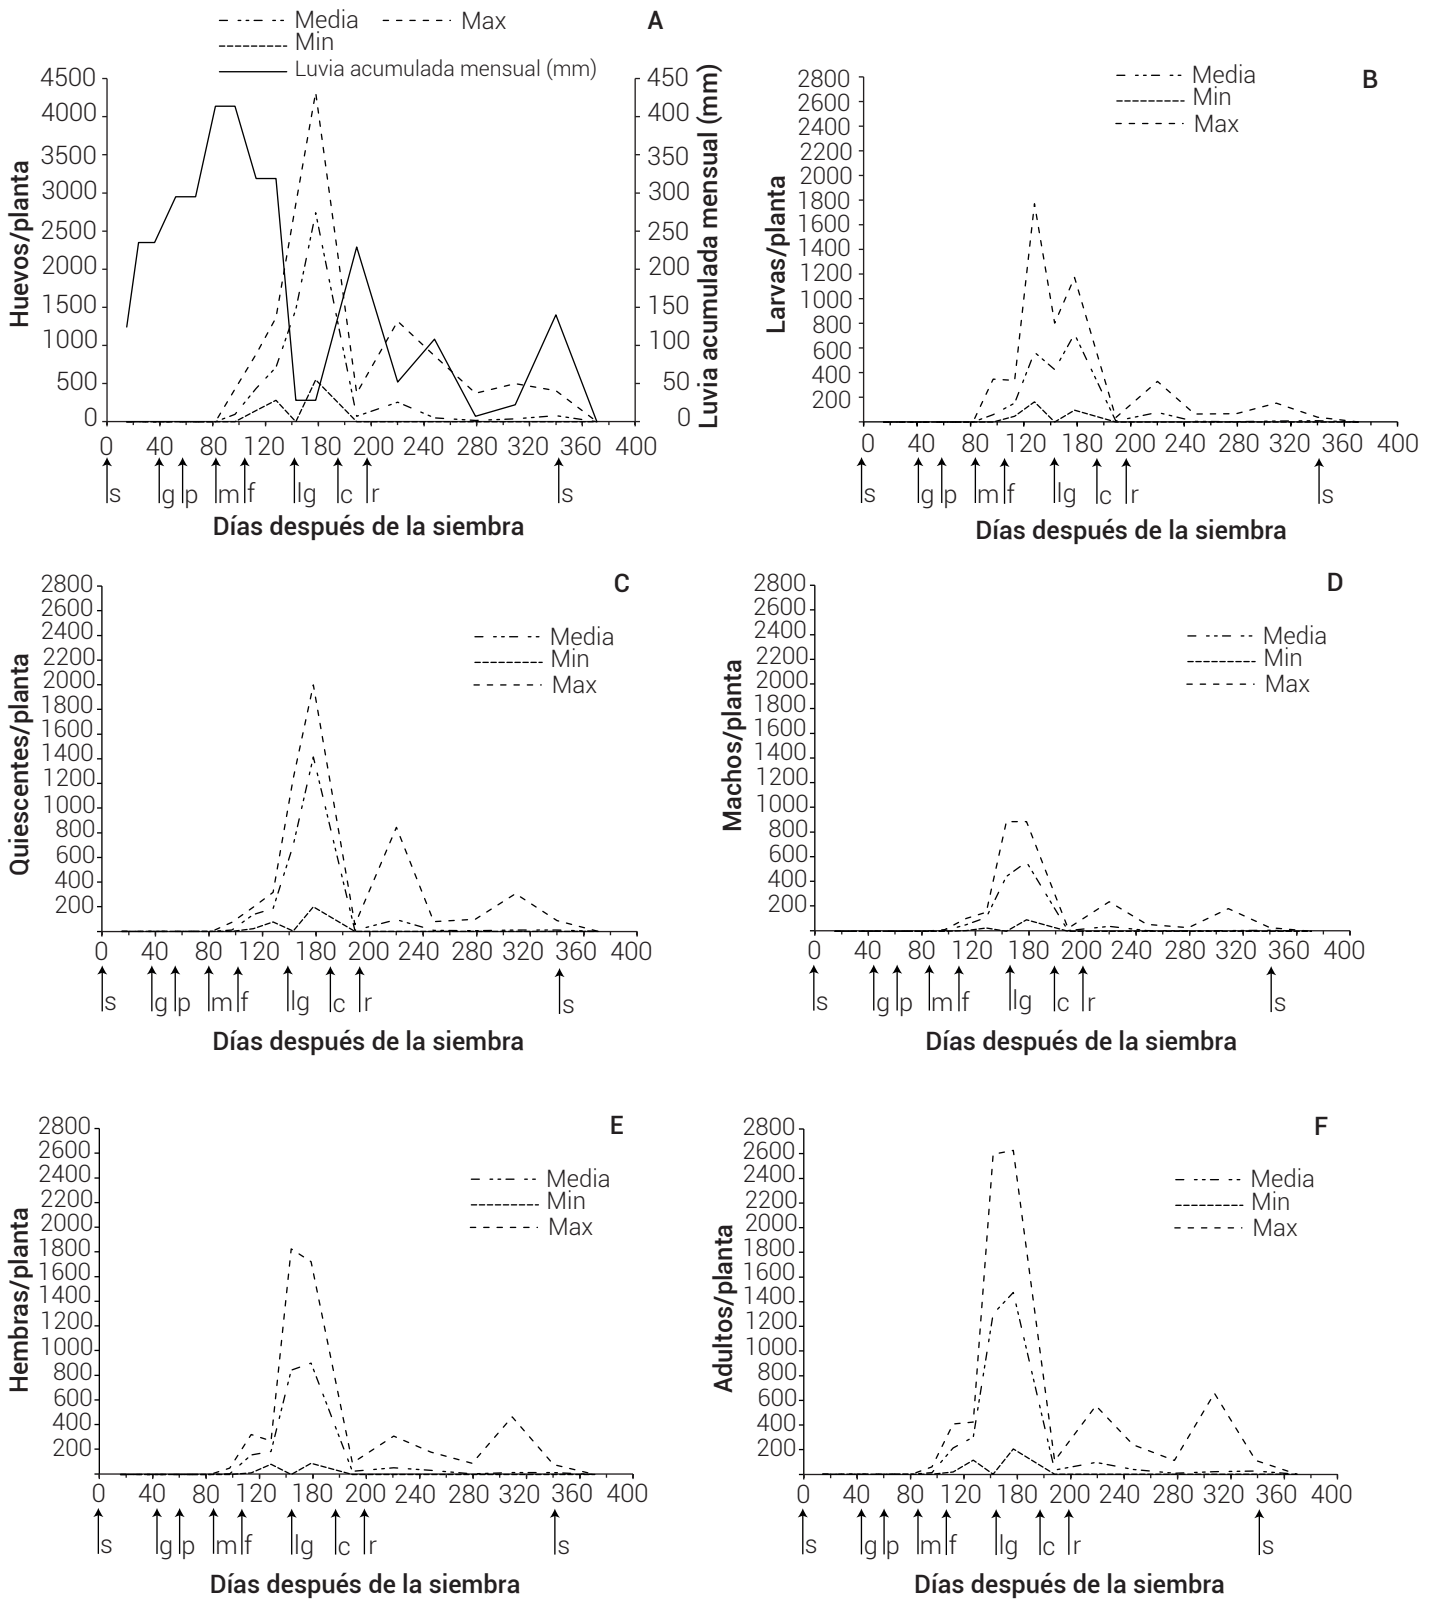 Media
Max
Min
Luvia acumulada mensual (mm)
A
Huevos/planta
4500
4000
3500
3000
2500
2000
1500
1000
500
0
450
400
350
300
250
200
150
100
50
0
Luvia acumulada mensual (mm)
0 40 80 120 180 200 240 280 320 360 400
s g p m f lg c r s
Días después de la siembra
B
Media
Min
Max
Larvas/planta
2800
2600
2400
2200
2000
1800
1600
1400
1200
1000
800
600
400
200
0 40 80 120 180 200 240 280 320 360 400
s g p m f lg c r s
Días después de la siembra
C
Media
Min
Max
Quiescentes/planta
2800
2600
2400
2200
2000
1800
1600
1400
1200
1000
800
600
400
200
0 40 80 120 180 200 240 280 320 360 400
s g p m f lg c r s
Días después de la siembra
D
Media
Min
Max
Machos/planta
2800
2600
2400
2200
2000
1800
1600
1400
1200
1000
800
600
400
200
0 40 80 120 180 200 240 280 320 360 400
s g p m f lg c r s
Días después de la siembra
E
Media
Min
Max
Hembras/planta
2800
2600
2400
2200
2000
1800
1600
1400
1200
1000
800
600
400
200
0 40 80 120 180 200 240 280 320 360 400
s g p m f lg c r s
Días después de la siembra
F
Media
Min
Max
Adultos/planta
2800
2600
2400
2200
2000
1800
1600
1400
1200
1000
800
600
400
200
0 40 80 120 180 200 240 280 320 360 400
s g p m f lg c r s
Días después de la siembra